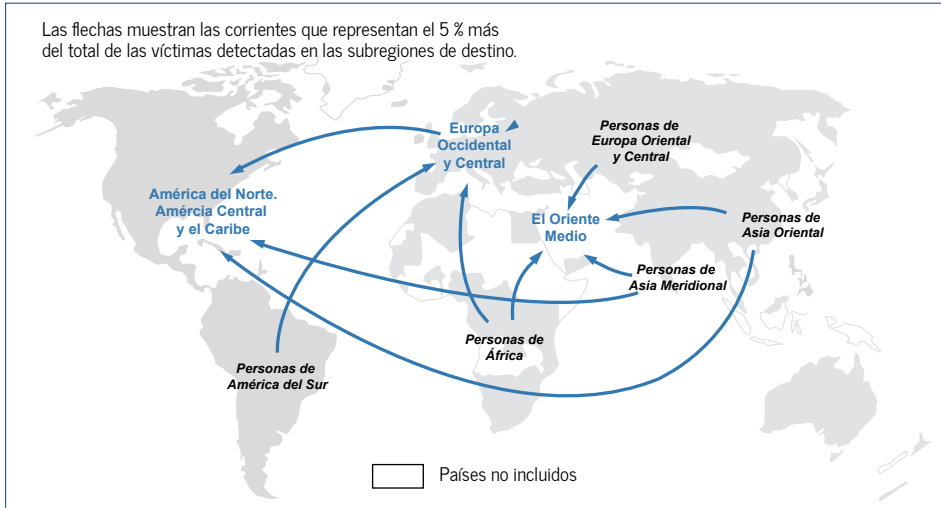 Las flechas muestran las corrientes que representan el 5 % más
del total de las víctimas detectadas en las subregiones de destino.
Europa
Occidental
y Central
Personas de
Europa Oriental
y Central
América del Norte.
Amércia Central
y el Caribe
El Oriente
Medio
Personas de
Asia Oriental
Personas de
Asia Meridional
Personas de
África
Personas de
América del Sur
Países no incluidos